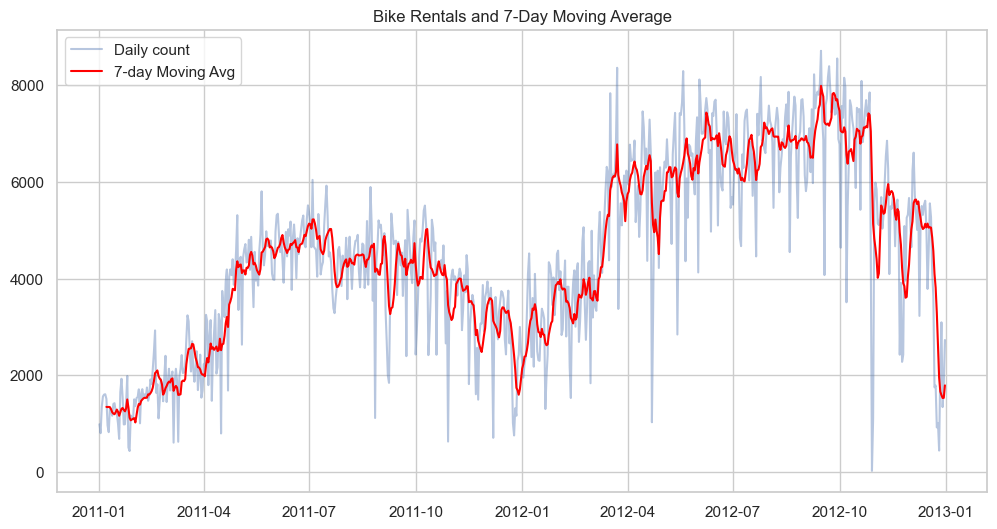 Bike Rentals and 7-Day Moving Average
Daily count
7-day Moving Avg
8000
6000
4000
2000
0
2011-01 2011-04 2011-07 2011-10 2012-01 2012-04 2012-07 2012-10 2013-01